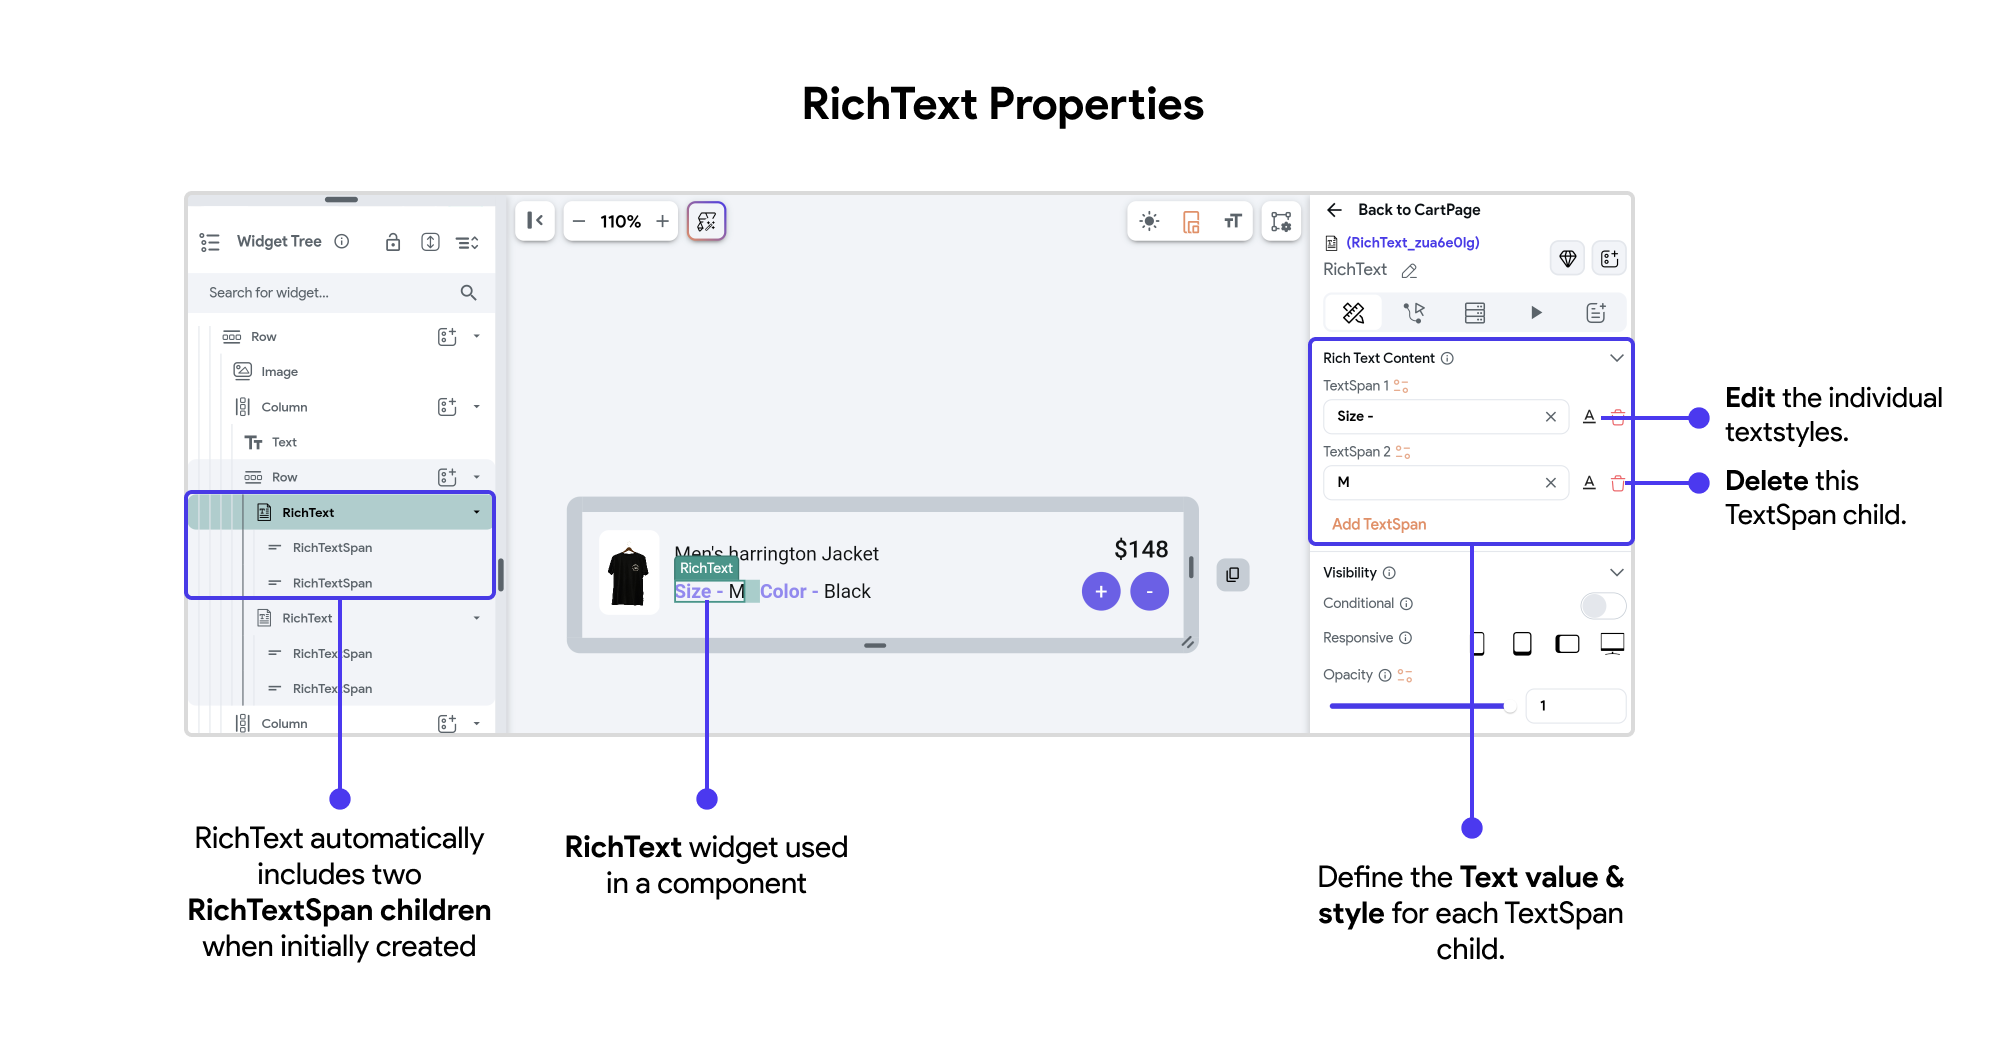 RichText Properties
Widget Tree
Search for widget...
Row
Image
Column
Text
Row
RichText
RichTextSpan
RichTextSpan
RichText
RichTextSpan
RichTextSpan
Column
110%
Men's harrington Jacket
RichText
Size - M Color - Black
$148
+ -
Back to CartPage
(RichText_zua6e0lg)
RichText
Rich Text Content
TextSpan 1
Size -
TextSpan 2
M
Add TextSpan
Visibility
Conditional
Responsive
Opacity
1
Edit the individual
textstyles.
Delete this
TextSpan child.
RichText automatically
includes two
RichTextSpan children
when initially created
RichText widget used
in a component
Define the Text value &
style for each TextSpan
child.